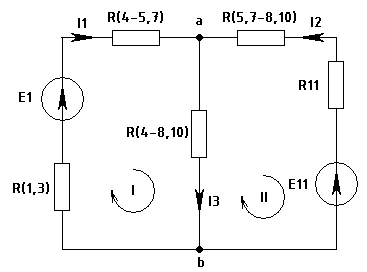 I1
a
I2
R(4-5,7)
R(5,7-8,10)
E1
R11
R(4-8,10)
R(1,3)
I
I3
II
E11
b